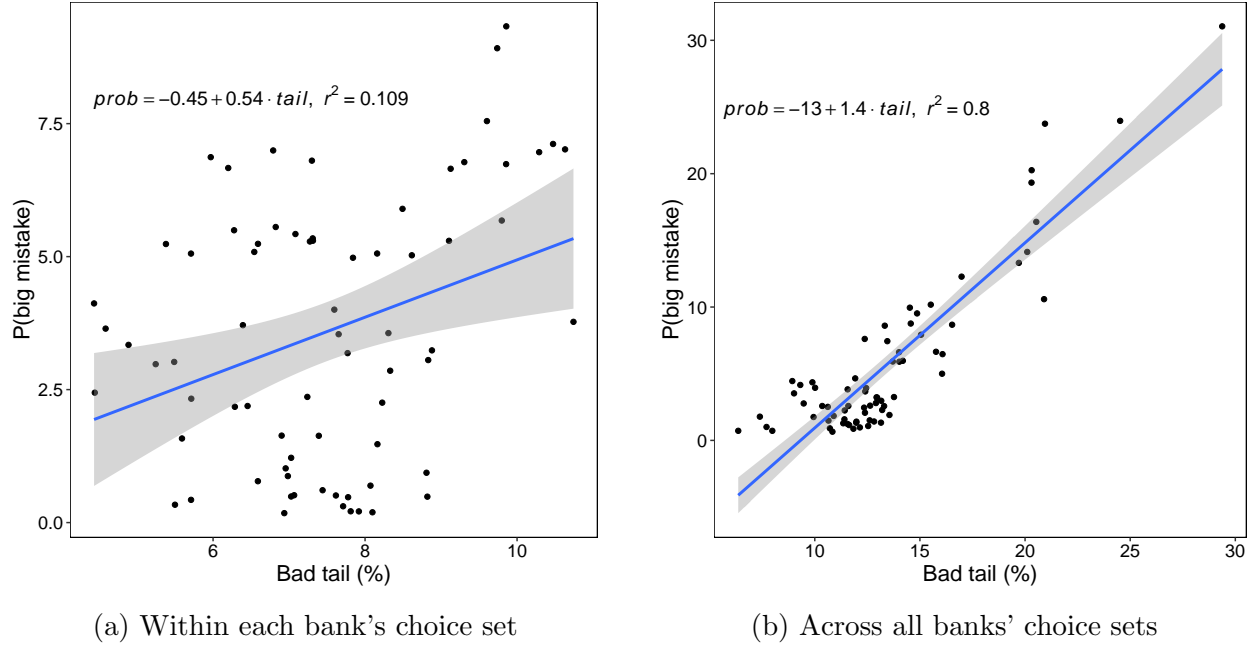 prob = −0.45 + 0.54 · tail, r² = 0.109
P(big mistake)
7.5
5.0
2.5
0.0
6 8 10
Bad tail (%)
(a) Within each bank's choice set
prob = −13 + 1.4 · tail, r² = 0.8
P(big mistake)
30
20
10
0
10 15 20 25 30
Bad tail (%)
(b) Across all banks' choice sets